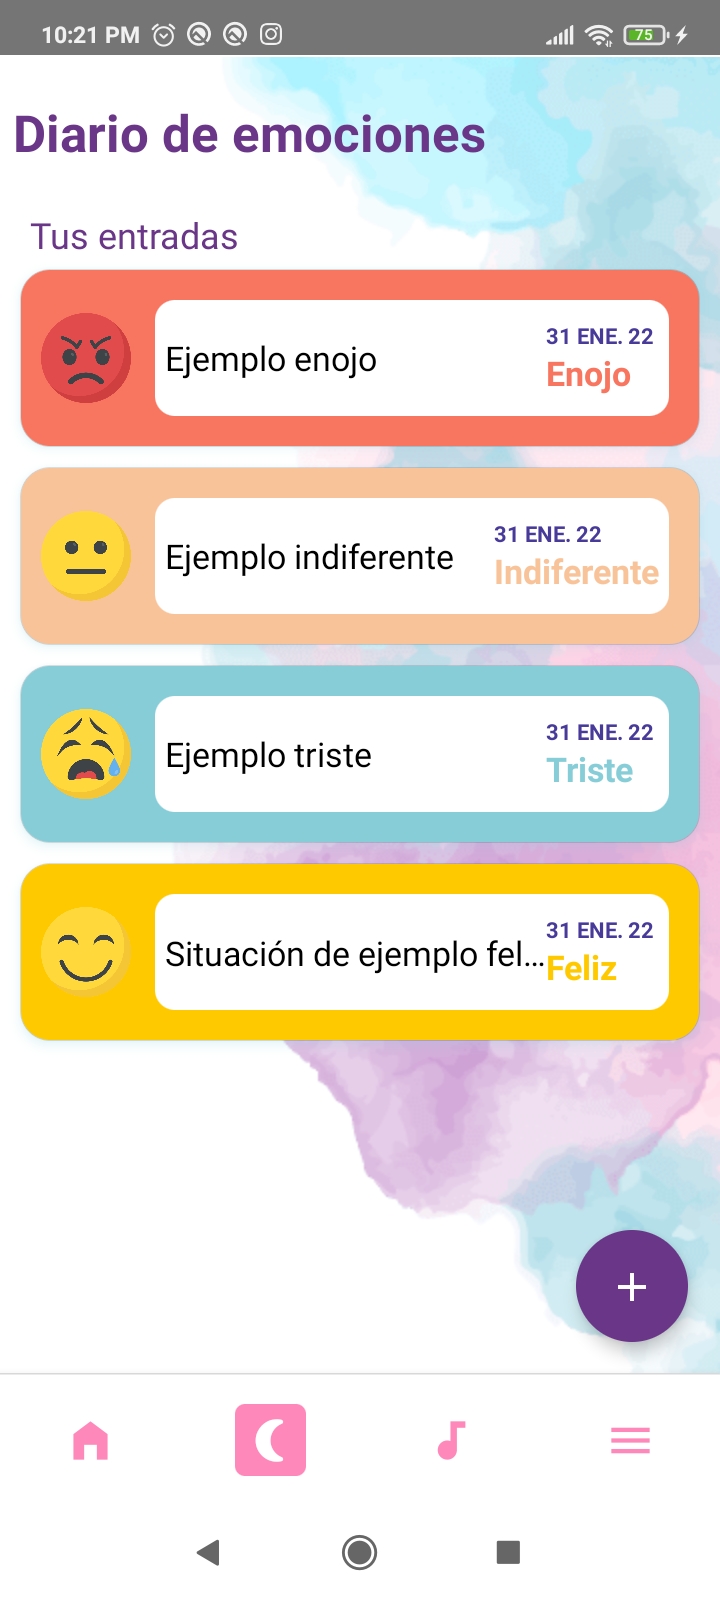 10:21 PM
75
Diario de emociones
Tus entradas
Ejemplo enojo
31 ENE. 22
Enojo
Ejemplo indiferente
31 ENE. 22
Indiferente
Ejemplo triste
31 ENE. 22
Triste
Situación de ejemplo fel...
31 ENE. 22
Feliz